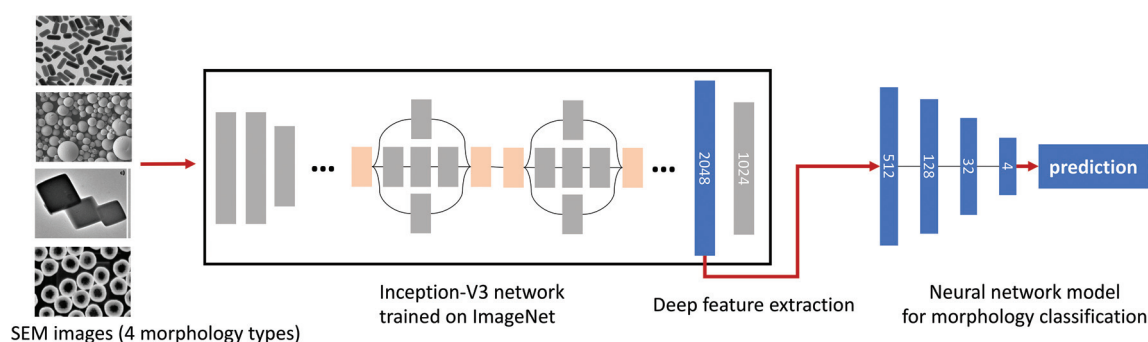 SEM images (4 morphology types)
Inception-V3 network
trained on ImageNet
2048
1024
Deep feature extraction
512
128
32
4
prediction
Neural network model
for morphology classification